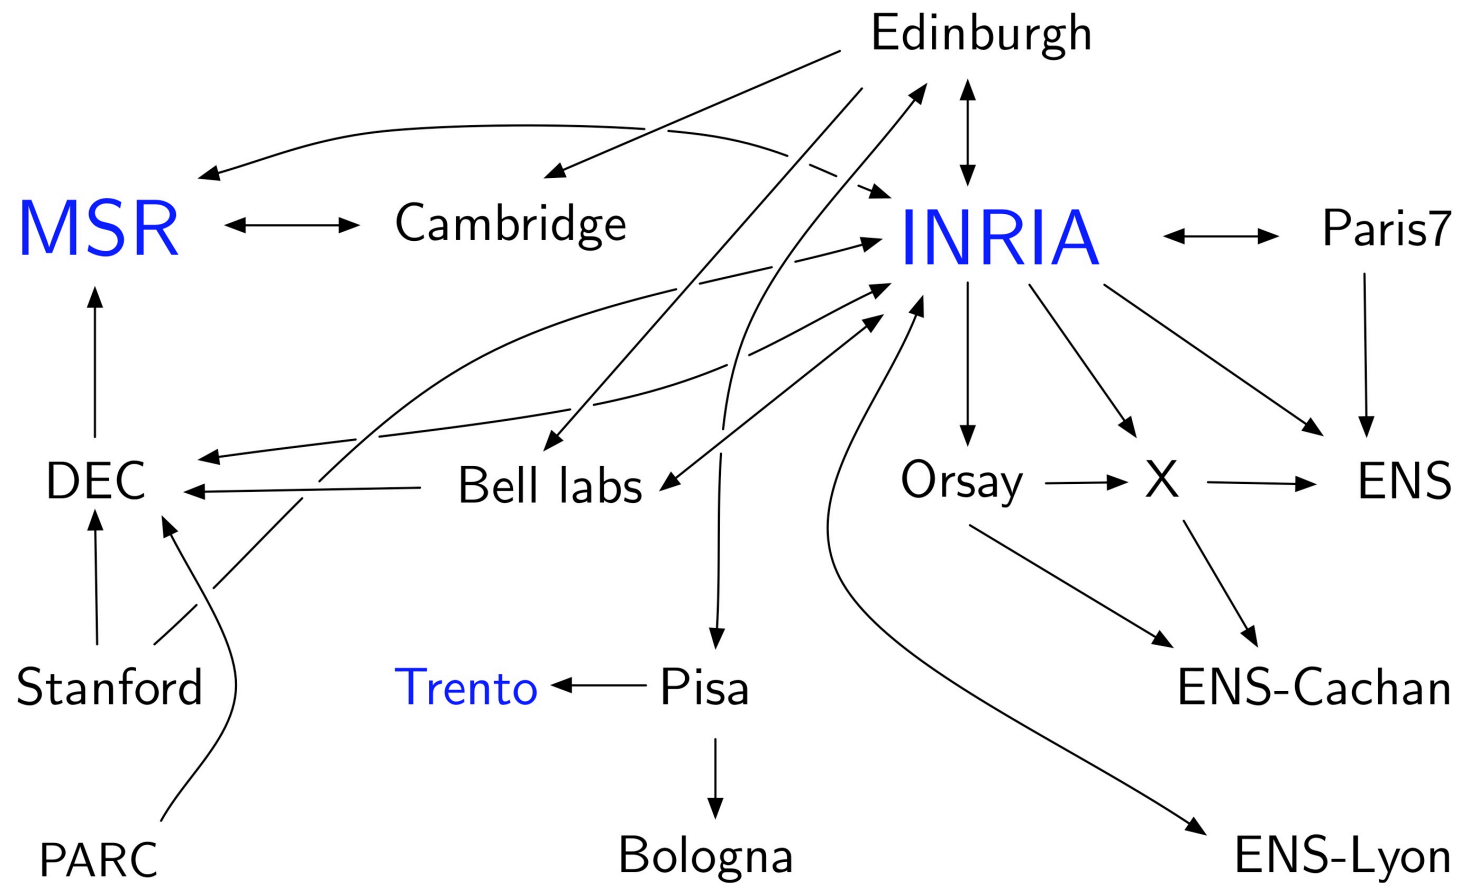 Edinburgh
MSR
Cambridge
INRIA
Paris7
DEC
Bell labs
Orsay
X
ENS
Stanford
Trento
Pisa
ENS-Cachan
PARC
Bologna
ENS-Lyon